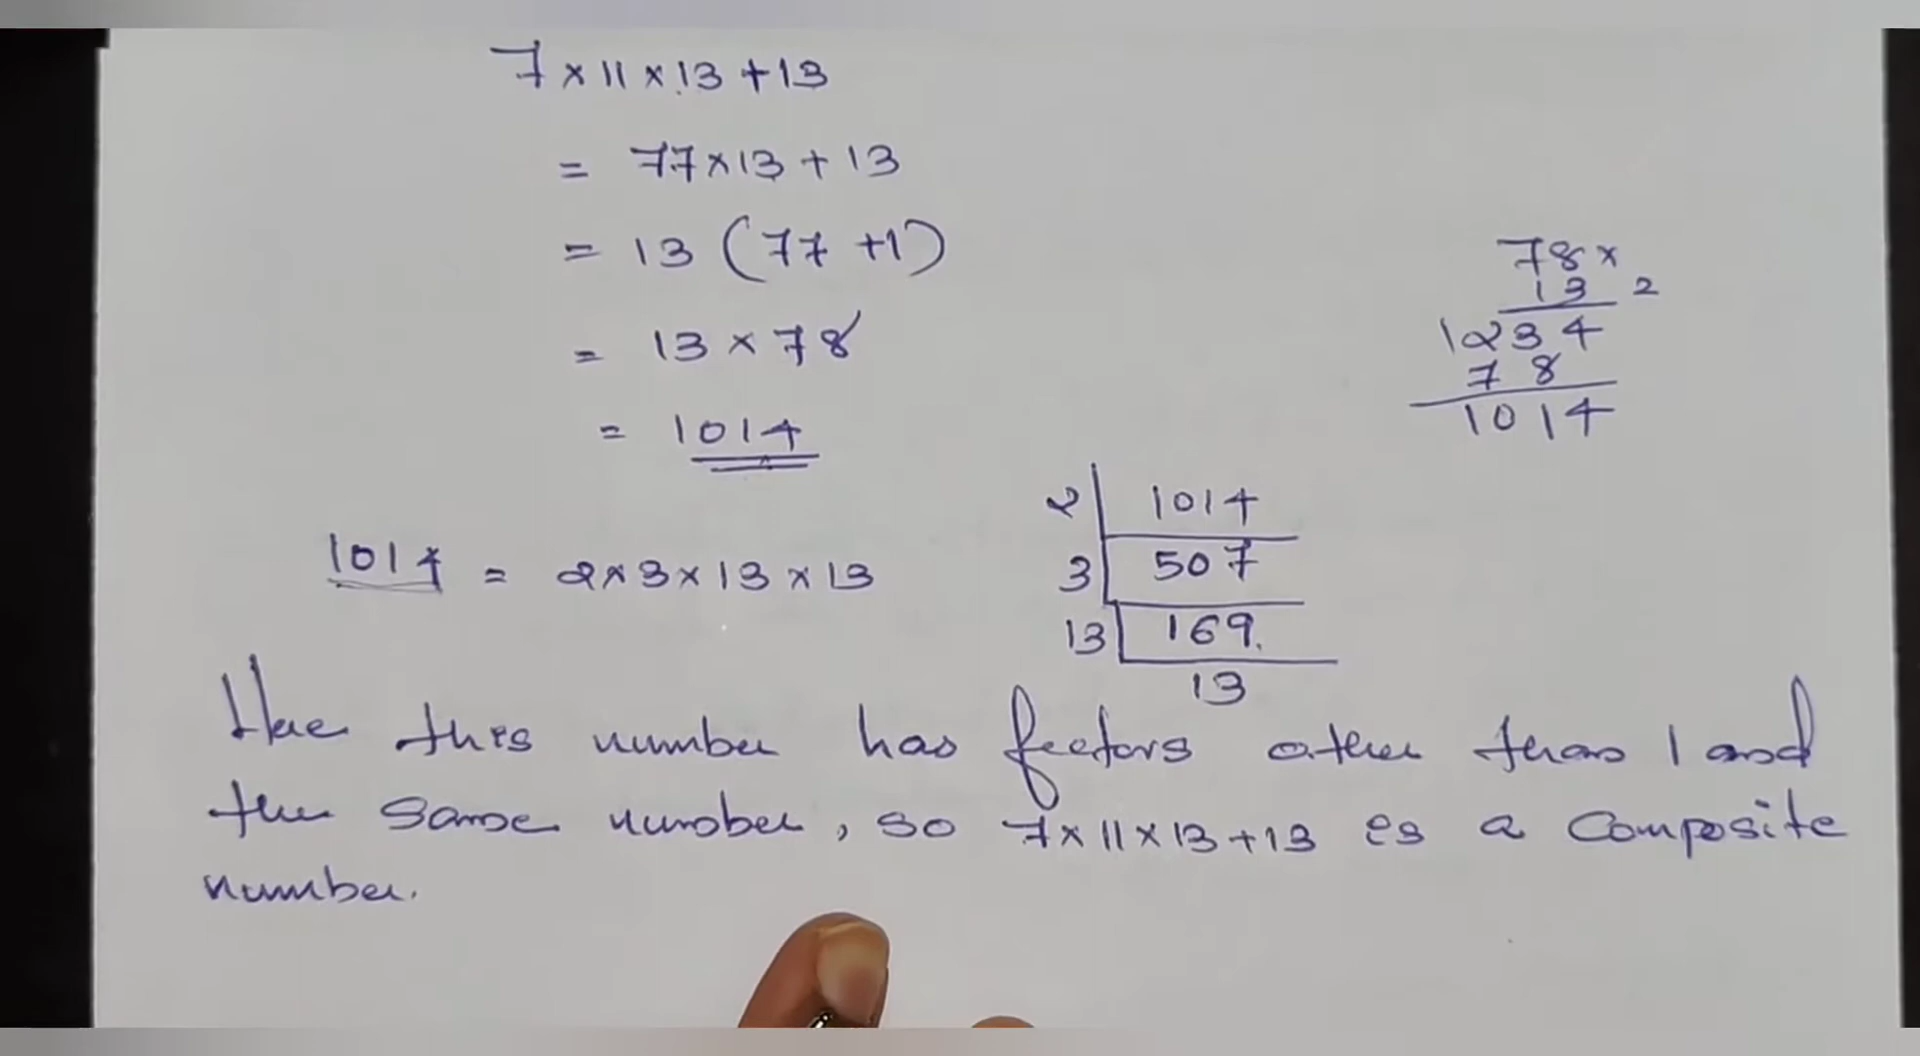 7 × 11 × 13 + 13
= 77 × 13 + 13
= 13 (77 + 1)
= 13 × 78
= 1014
78 ×
13 2
1234
78
1014
1014 = 2 × 3 × 13 × 13
2 | 1014
3 | 507
13 | 169.
13
Here this number has factors other than 1 and
the same number, so 7 × 11 × 13 + 13 is a composite
number.